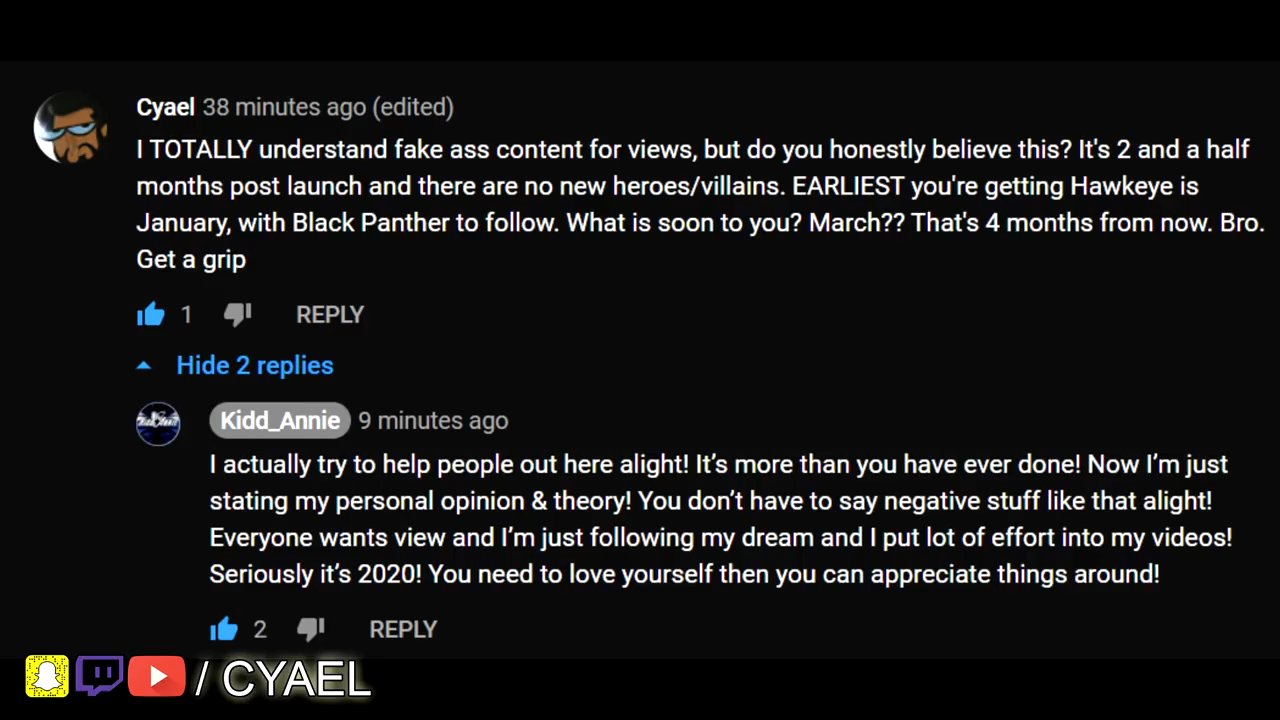 Cyael 38 minutes ago (edited)
I TOTALLY understand fake ass content for views, but do you honestly believe this? It's 2 and a half
months post launch and there are no new heroes/villains. EARLIEST you're getting Hawkeye is
January, with Black Panther to follow. What is soon to you? March?? That's 4 months from now. Bro.
Get a grip
1 REPLY
Hide 2 replies
Kidd_Annie 9 minutes ago
I actually try to help people out here alight! It’s more than you have ever done! Now I’m just
stating my personal opinion & theory! You don’t have to say negative stuff like that alight!
Everyone wants view and I’m just following my dream and I put lot of effort into my videos!
Seriously it’s 2020! You need to love yourself then you can appreciate things around!
2 REPLY
/ CYAEL